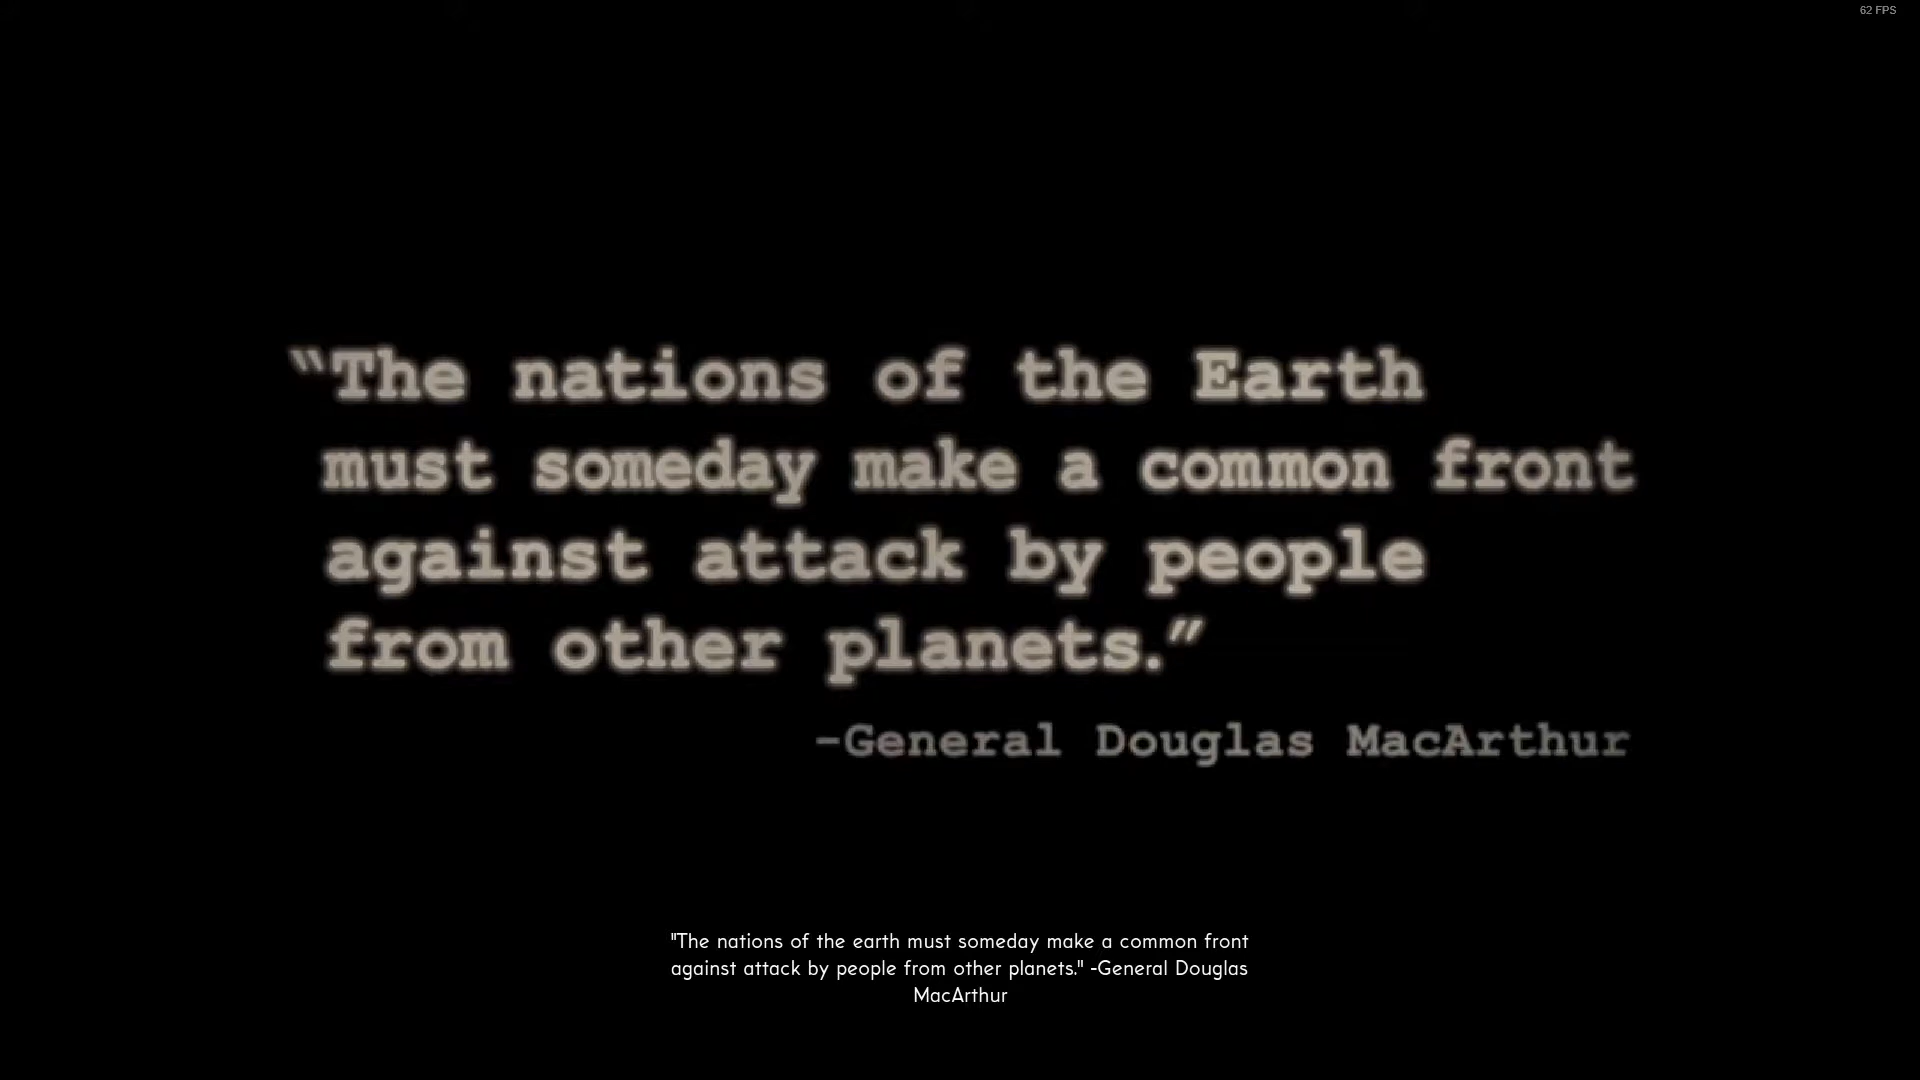 62 FPS
“The nations of the Earth
must someday make a common front
against attack by people
from other planets.”
-General Douglas MacArthur
"The nations of the earth must someday make a common front
against attack by people from other planets." -General Douglas
MacArthur